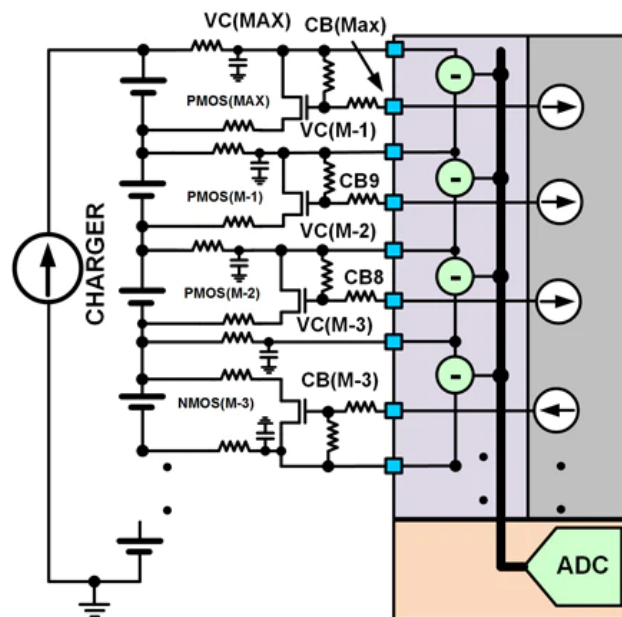 VC(MAX)
CB(Max)
PMOS(MAX)
VC(M-1)
PMOS(M-1)
CB9
VC(M-2)
CHARGER
PMOS(M-2)
CB8
VC(M-3)
NMOS(M-3)
CB(M-3)
-
-
-
-
ADC